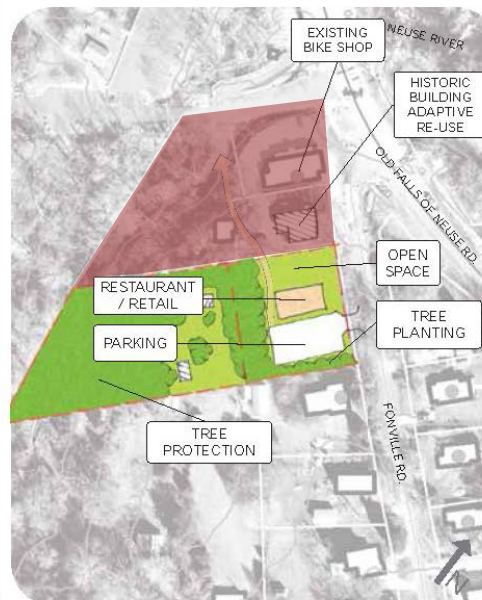 EXISTING
BIKE SHOP
NEUSE RIVER
HISTORIC
BUILDING
ADAPTIVE
RE-USE
OLD FALLS OF NEUSE RD.
OPEN
SPACE
RESTAURANT
/ RETAIL
TREE
PLANTING
PARKING
TREE
PROTECTION
FONVILLE RD.
N